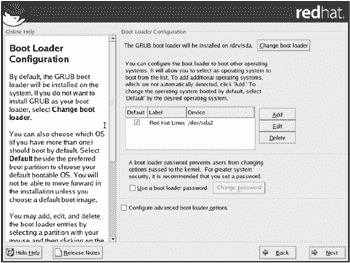 redhat.
Online Help
Boot Loader
Configuration
By default, the GRUB boot
loader will be installed on
the system. If you do not want
to install GRUB as your boot
loader, select Change boot
loader.
You can also choose which OS
(if you have more than one)
should boot by default. Select
Default beside the preferred
boot partition to choose your
default bootable OS. You will
not be able to move forward in
the installation unless you
choose a default boot image.
You may add, edit, and delete
the boot loader entries by
selecting a partition with your
mouse and then clicking on the
Boot Loader Configuration
The GRUB boot loader will be installed on /dev/sda.
Change boot loader
You can configure the boot loader to boot other operating
systems. It will allow you to select an operating system to
boot from the list. To add additional operating systems,
which are not automatically detected, click 'Add.' To
change the operating system booted by default, select
'Default' by the desired operating system.
Default Label Device
Red Hat Linux /dev/sda2
Add
Edit
Delete
A boot loader password prevents users from changing
options passed to the kernel. For greater system
security, it is recommended that you set a password.
Use a boot loader password
Change password
Configure advanced boot loader options
Hide Help
Release Notes
Back
Next